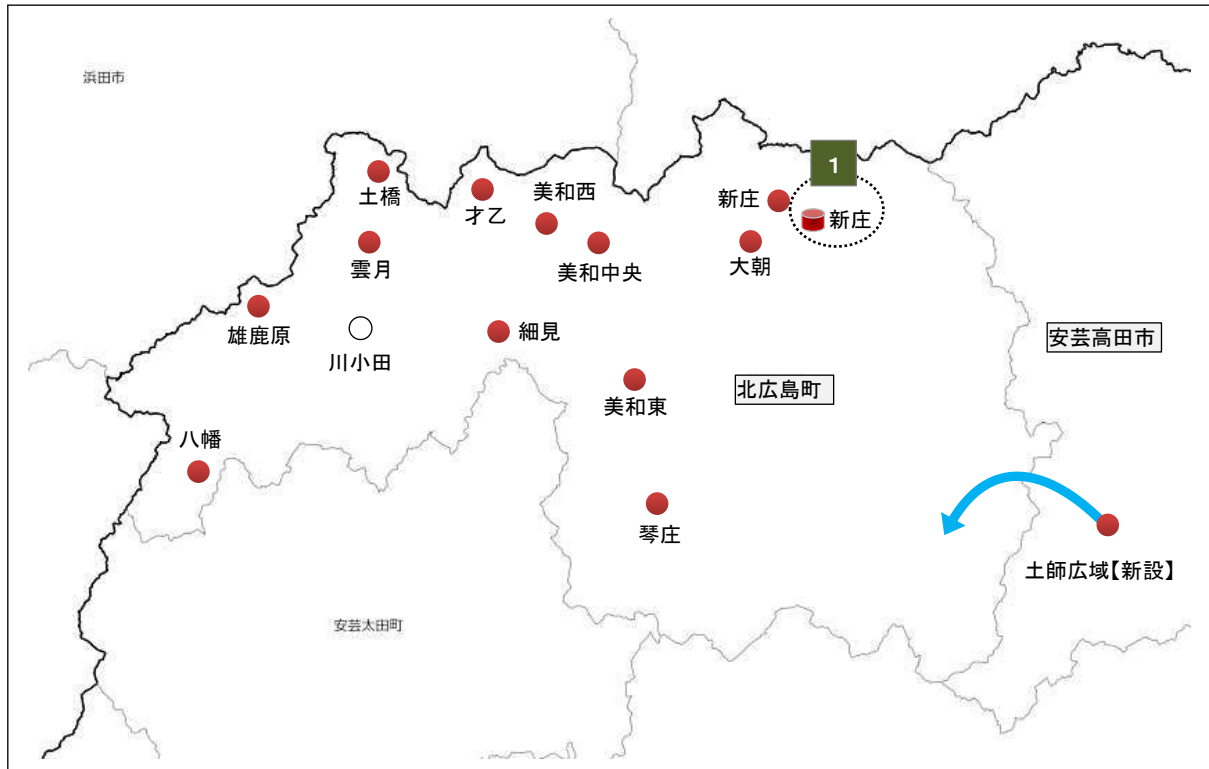 浜田市
1
土橋
才乙
美和西
新庄
新庄
雲月
美和中央
大朝
雄鹿原
川小田
細見
安芸高田市
美和東
北広島町
八幡
琴庄
土師広域【新設】
安芸太田町